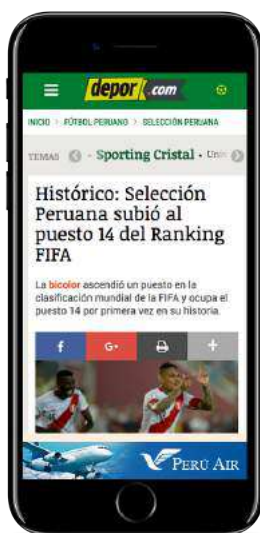 depor .com
INICIO > FÚTBOL PERUANO > SELECCIÓN PERUANA
TEMAS • Sporting Cristal •
Histórico: Selección
Peruana subió al
puesto 14 del Ranking
FIFA
La bicolor ascendió un puesto en la
clasificación mundial de la FIFA y ocupa el
puesto 14 por primera vez en su historia.
f G+ +
PERÚ AIR